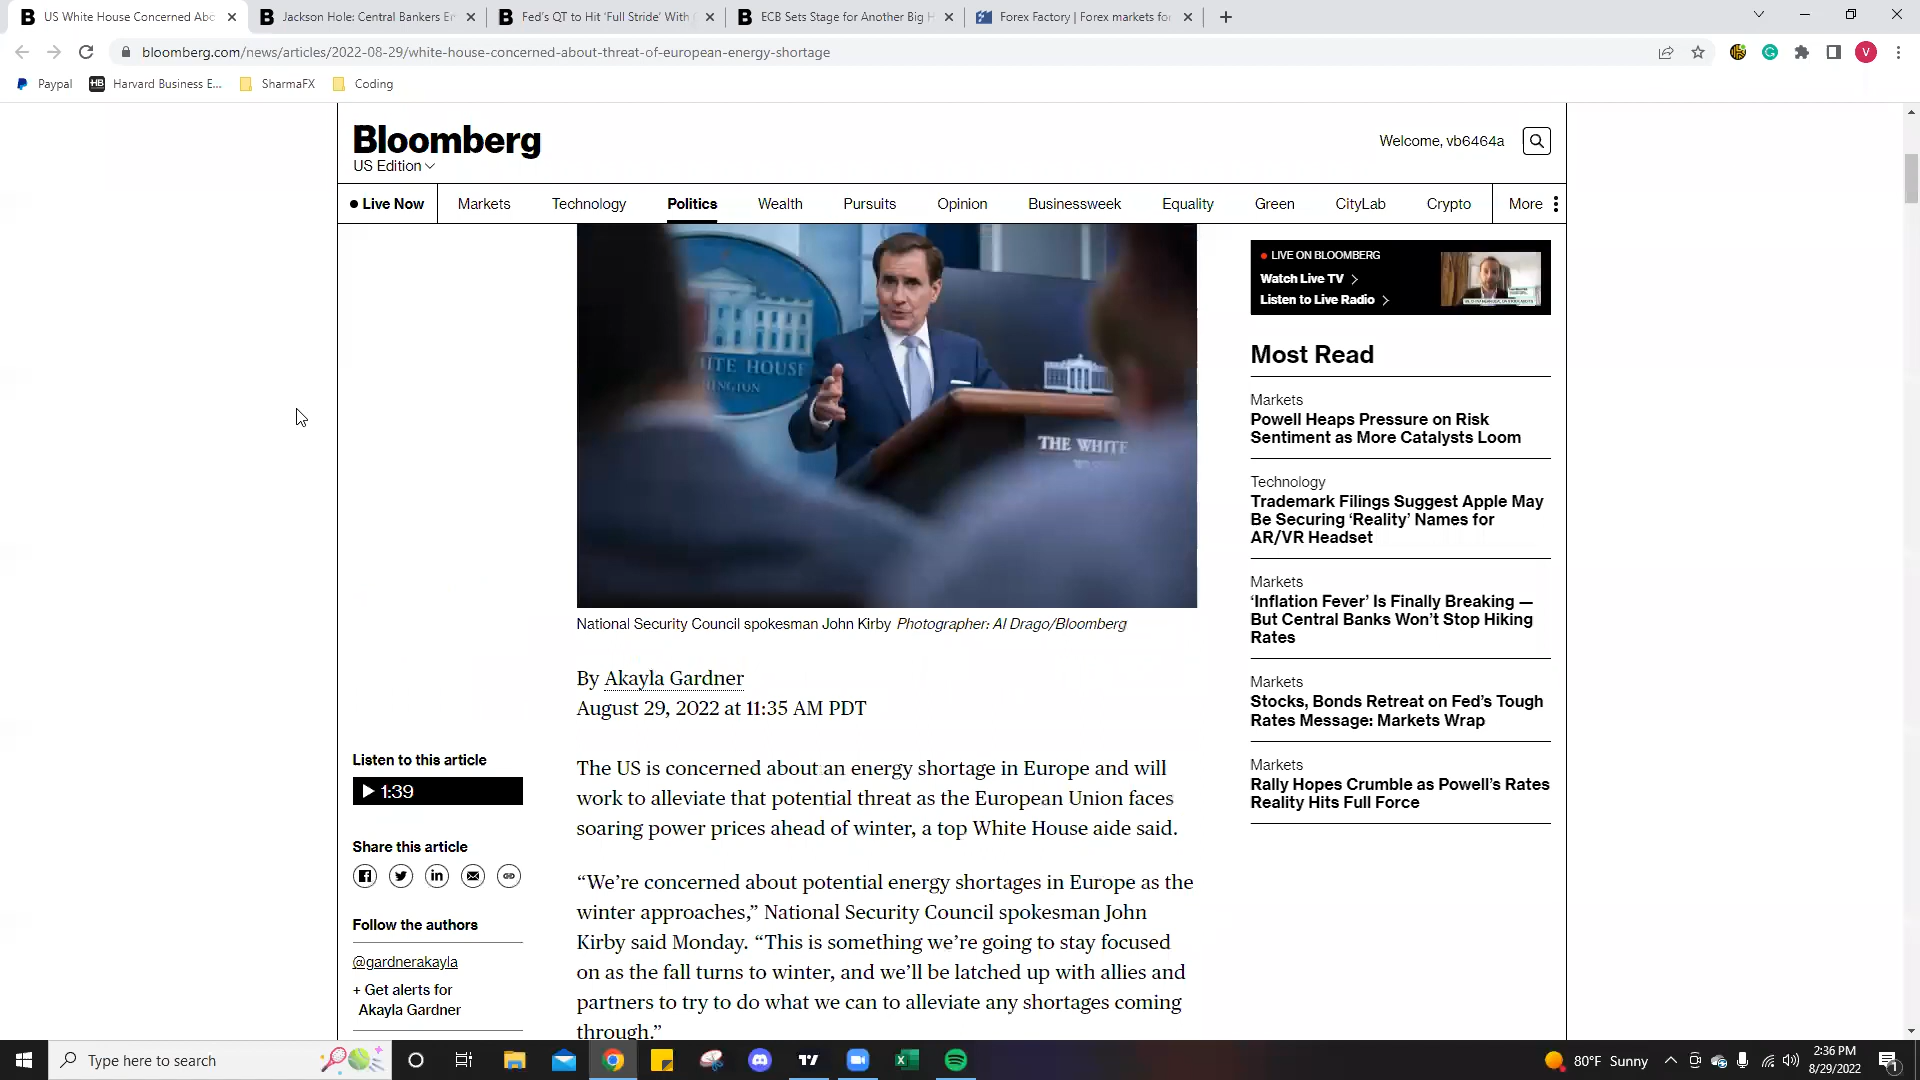 US White House Concerned Abo
Jackson Hole: Central Bankers E
Fed's QT to Hit 'Full Stride' With
ECB Sets Stage for Another Big H
Forex Factory | Forex markets fo
bloomberg.com/news/articles/2022-08-29/white-house-concerned-about-threat-of-european-energy-shortage
V
Paypal
HB Harvard Business E...
SharmaFX
Coding
Bloomberg
US Edition
Welcome, vb6464a
Live Now
Markets
Technology
Politics
Wealth
Pursuits
Opinion
Businessweek
Equality
Green
CityLab
Crypto
More
ITE HOUSE
HINGTON
THE WHITE
LIVE ON BLOOMBERG
Watch Live TV
Listen to Live Radio
National Security Council spokesman John Kirby Photographer: Al Drago/Bloomberg
By Akayla Gardner
August 29, 2022 at 11:35 AM PDT
Listen to this article
1:39
Share this article
Follow the authors
@gardnerakayla
+ Get alerts for
Akayla Gardner
The US is concerned about an energy shortage in Europe and will
work to alleviate that potential threat as the European Union faces
soaring power prices ahead of winter, a top White House aide said.
“We’re concerned about potential energy shortages in Europe as the
winter approaches,” National Security Council spokesman John
Kirby said Monday. “This is something we’re going to stay focused
on as the fall turns to winter, and we’ll be latched up with allies and
partners to try to do what we can to alleviate any shortages coming
through.”
Most Read
Markets
Powell Heaps Pressure on Risk
Sentiment as More Catalysts Loom
Technology
Trademark Filings Suggest Apple May
Be Securing ‘Reality’ Names for
AR/VR Headset
Markets
‘Inflation Fever’ Is Finally Breaking —
But Central Banks Won’t Stop Hiking
Rates
Markets
Stocks, Bonds Retreat on Fed’s Tough
Rates Message: Markets Wrap
Markets
Rally Hopes Crumble as Powell’s Rates
Reality Hits Full Force
Type here to search
80°F Sunny
2:36 PM
8/29/2022
1